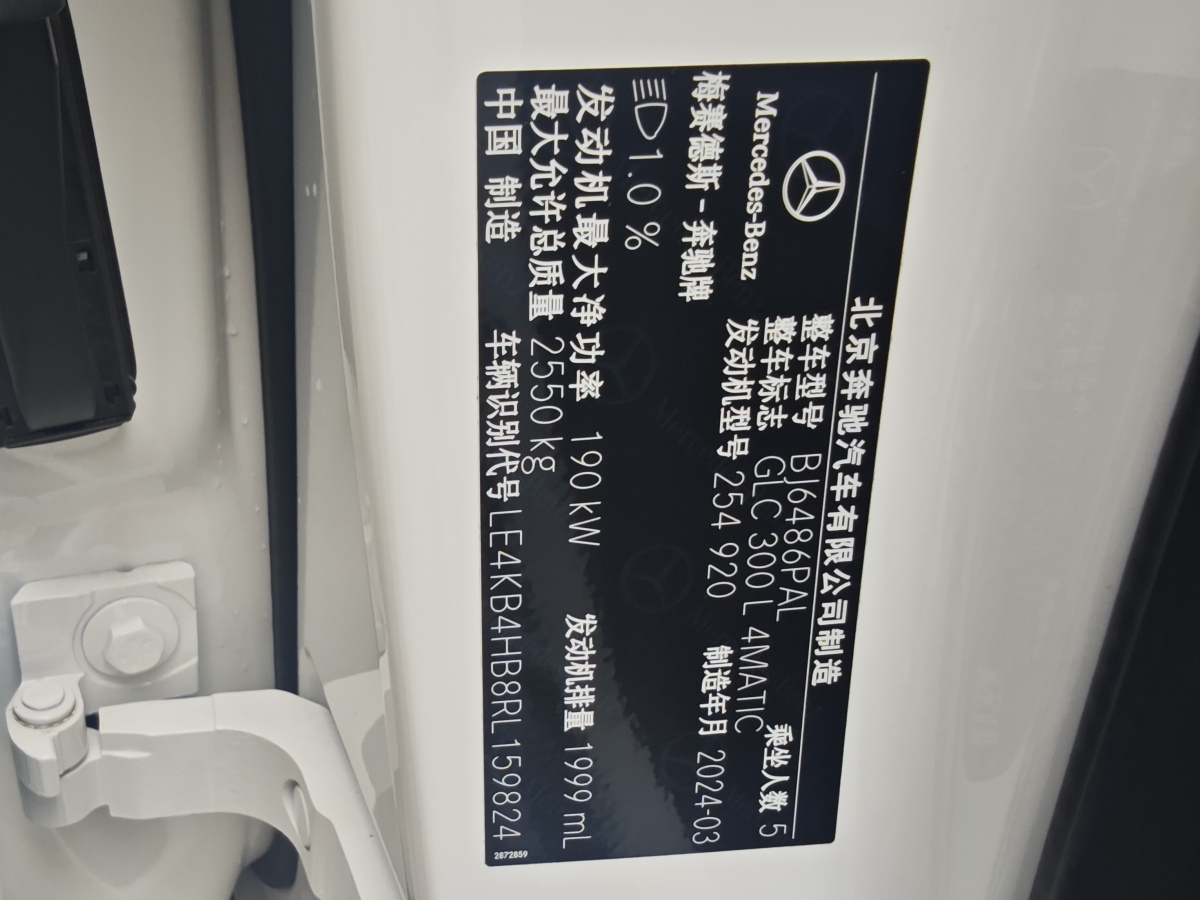 北京奔驰汽车有限公司制造
Mercedes-Benz
梅赛德斯-奔驰牌
整车型号 BJ6486PAL
整车标志 GLC 300 L 4MATIC 乘坐人数 5
发动机型号 254 920 制造年月 2024-03
1.0 %
发动机最大净功率 190 kW 发动机排量 1999 mL
最大允许总质量 2550 kg
中国 制造 车辆识别代号 LE4KB4HB8RL159824
2872859